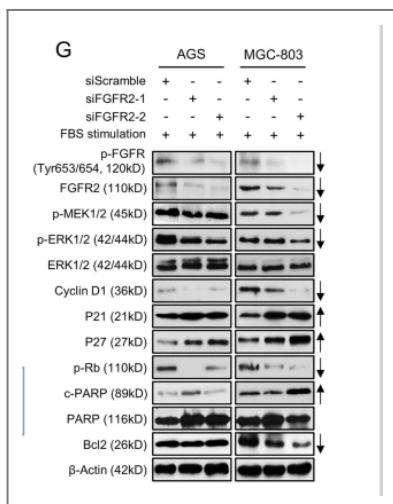 G
AGS MGC-803
siScramble + - - + - -
siFGFR2-1 - + - - + -
siFGFR2-2 - - + - - +
FBS stimulation + + + + + +
p-FGFR
(Tyr653/654, 120kD) ↓
FGFR2 (110kD) ↓
p-MEK1/2 (45kD) ↓
p-ERK1/2 (42/44kD) ↓
ERK1/2 (42/44kD)
Cyclin D1 (36kD) ↓
P21 (21kD) ↑
P27 (27kD) ↑
p-Rb (110kD) ↓
c-PARP (89kD) ↑
PARP (116kD)
Bcl2 (26kD) ↓
β-Actin (42kD)